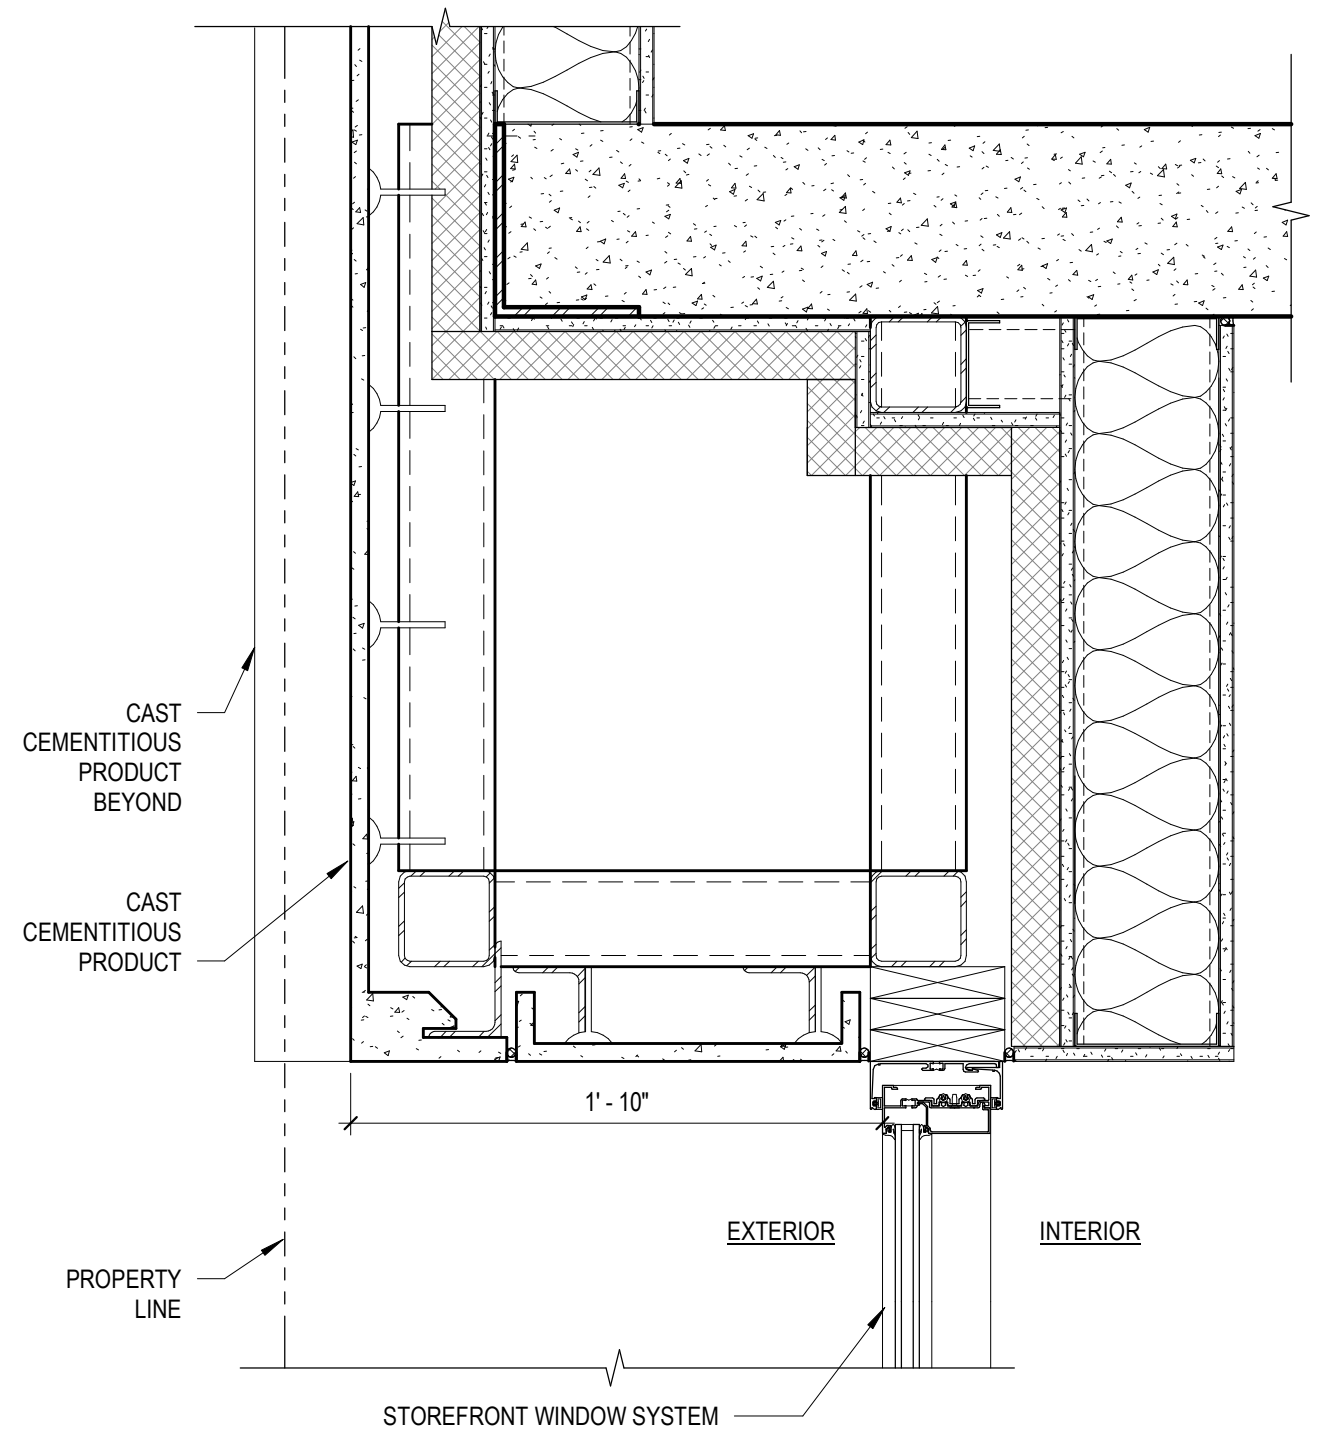 CAST
CEMENTITIOUS
PRODUCT
BEYOND
CAST
CEMENTITIOUS
PRODUCT
1' - 10"
EXTERIOR
INTERIOR
PROPERTY
LINE
STOREFRONT WINDOW SYSTEM